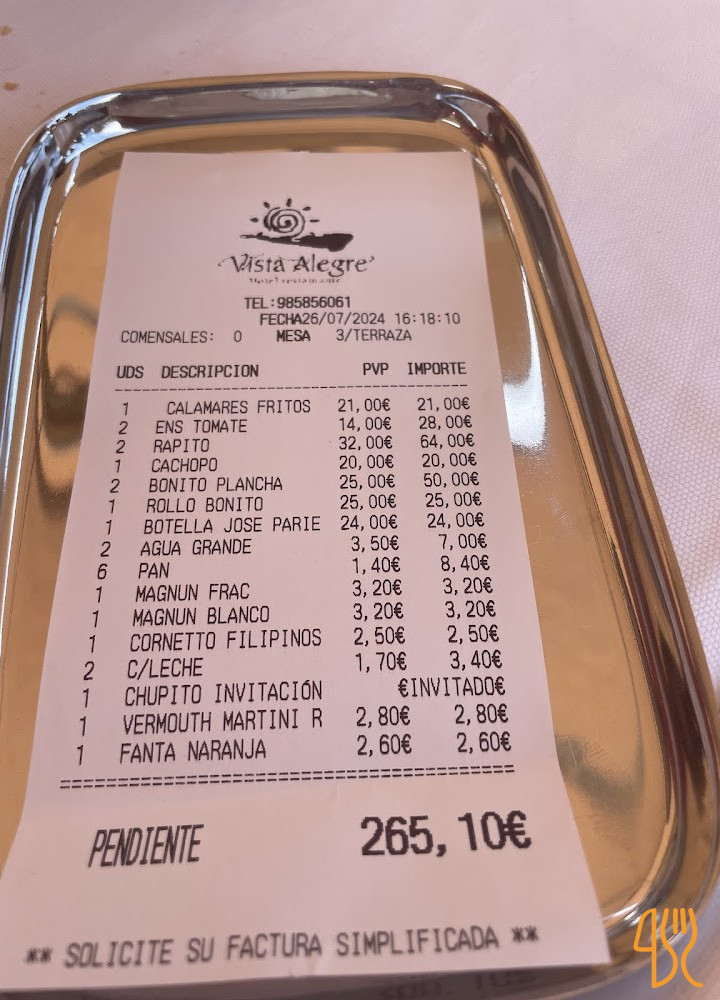 Vista Alegre
Hotel restaurante
TEL:985856061
FECHA26/07/2024 16:18:10
COMENSALES: 0 MESA 3/TERRAZA
UDS DESCRIPCION PVP IMPORTE
1 CALAMARES FRITOS 21,00€ 21,00€
2 ENS TOMATE 14,00€ 28,00€
2 RAPITO 32,00€ 64,00€
1 CACHOPO 20,00€ 20,00€
2 BONITO PLANCHA 25,00€ 50,00€
1 ROLLO BONITO 25,00€ 25,00€
1 BOTELLA JOSE PARIE 24,00€ 24,00€
2 AGUA GRANDE 3,50€ 7,00€
6 PAN 1,40€ 8,40€
1 MAGNUN FRAC 3,20€ 3,20€
1 MAGNUN BLANCO 3,20€ 3,20€
1 CORNETTO FILIPINOS 2,50€ 2,50€
2 C/LECHE 1,70€ 3,40€
1 CHUPITO INVITACIÓN €INVITADO€
1 VERMOUTH MARTINI R 2,80€ 2,80€
1 FANTA NARANJA 2,60€ 2,60€
PENDIENTE 265,10€
** SOLICITE SU FACTURA SIMPLIFICADA **